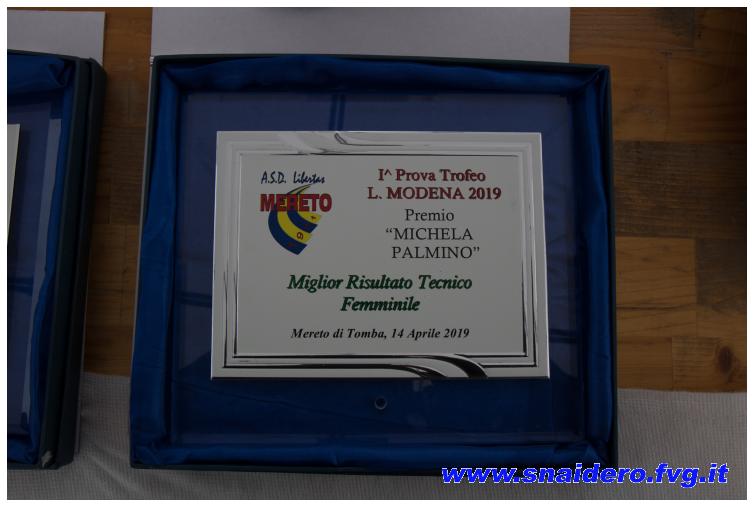 A.S.D. Libertas
MERETO
I^ Prova Trofeo
L. MODENA 2019
Premio
“MICHELA
PALMINO”
Miglior Risultato Tecnico
Femminile
Mereto di Tomba, 14 Aprile 2019
www.snaidero.fvg.it